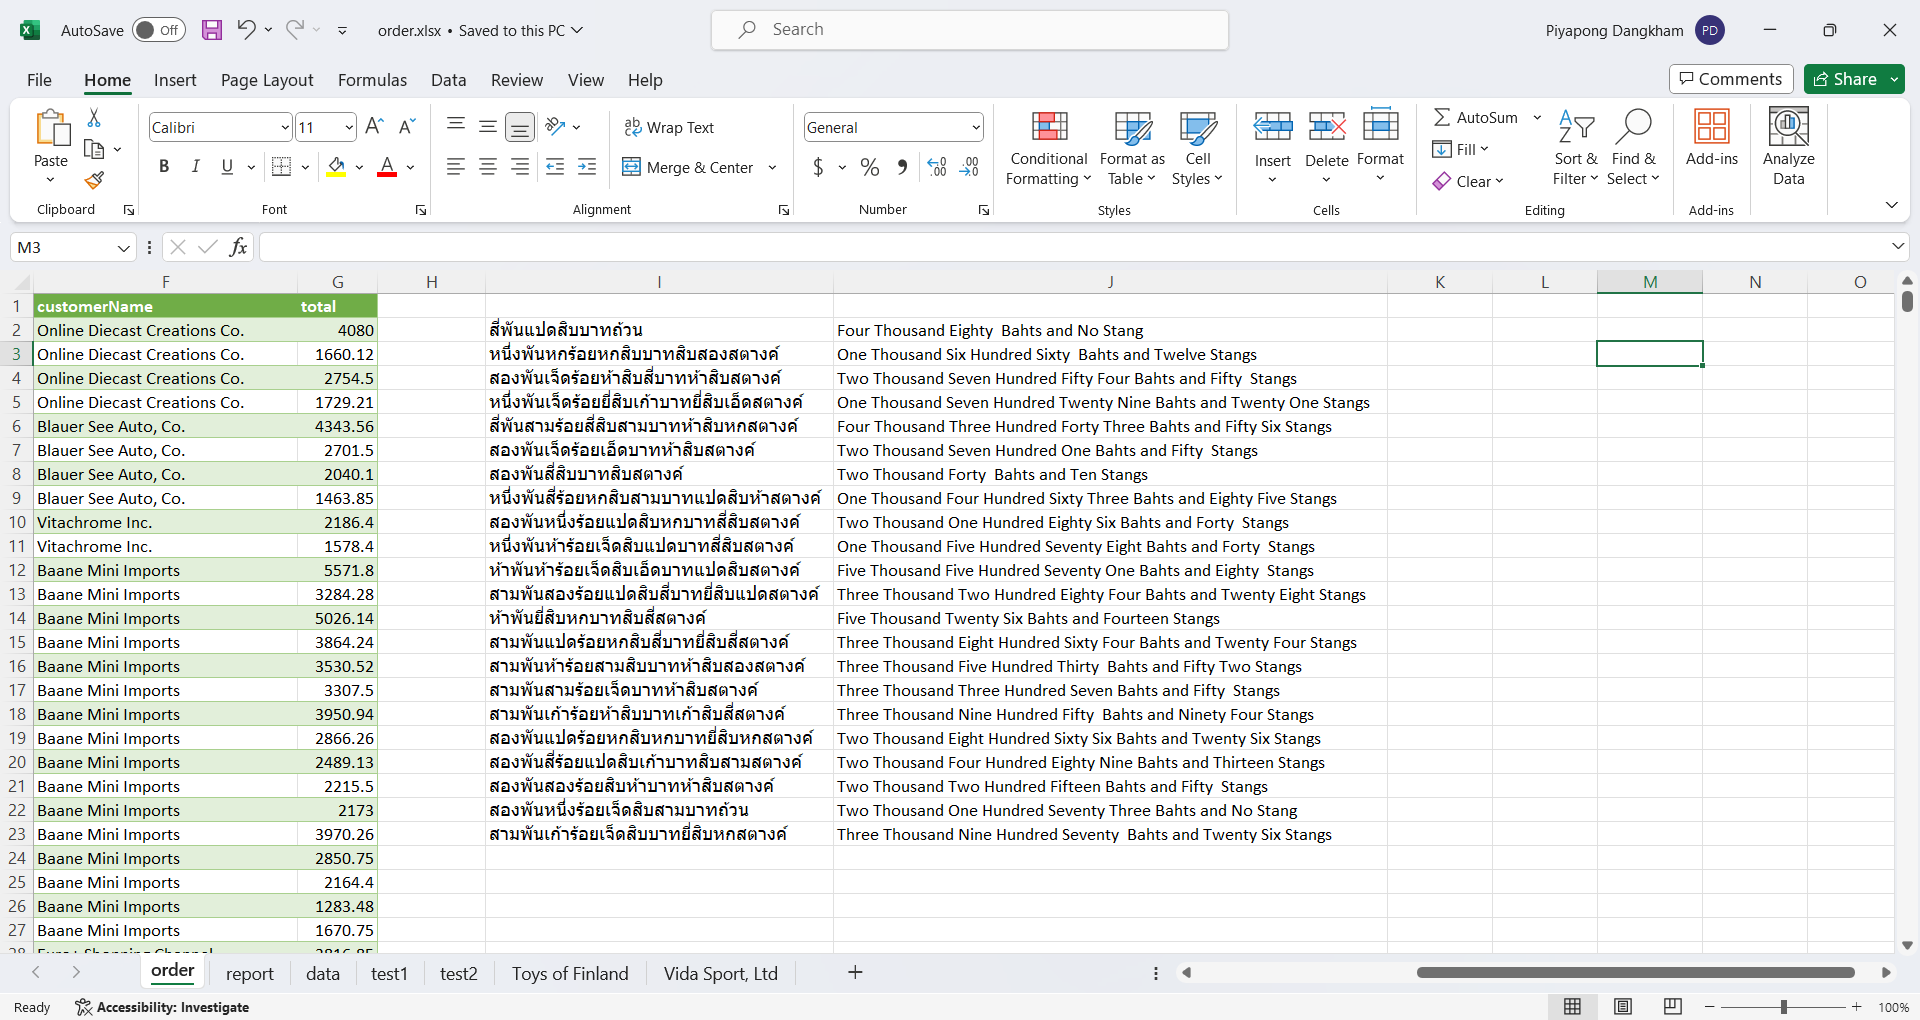 AutoSave Off order.xlsx • Saved to this PC Search Piyapong Dangkham PD
File Home Insert Page Layout Formulas Data Review View Help Comments Share
Paste Calibri 11 Wrap Text General Conditional Formatting Format as Table Cell Styles Insert Delete Format AutoSum Fill Clear Sort & Filter Find & Select Add-ins Analyze Data
B I U A Merge & Center $ %
Clipboard Font Alignment Number Styles Cells Editing Add-ins
M3 fx
F G H I J K L M N O
1 customerName total
2 Online Diecast Creations Co. 4080 สี่พันแปดสิบบาทถ้วน Four Thousand Eighty  Bahts and No Stang
3 Online Diecast Creations Co. 1660.12 หนึ่งพันหกร้อยหกสิบบาทสิบสองสตางค์ One Thousand Six Hundred Sixty  Bahts and Twelve Stangs
4 Online Diecast Creations Co. 2754.5 สองพันเจ็ดร้อยห้าสิบสี่บาทห้าสิบสตางค์ Two Thousand Seven Hundred Fifty Four Bahts and Fifty  Stangs
5 Online Diecast Creations Co. 1729.21 หนึ่งพันเจ็ดร้อยยี่สิบเก้าบาทยี่สิบเอ็ดสตางค์ One Thousand Seven Hundred Twenty Nine Bahts and Twenty One Stangs
6 Blauer See Auto, Co. 4343.56 สี่พันสามร้อยสี่สิบสามบาทห้าสิบหกสตางค์ Four Thousand Three Hundred Forty Three Bahts and Fifty Six Stangs
7 Blauer See Auto, Co. 2701.5 สองพันเจ็ดร้อยเอ็ดบาทห้าสิบสตางค์ Two Thousand Seven Hundred One Bahts and Fifty  Stangs
8 Blauer See Auto, Co. 2040.1 สองพันสี่สิบบาทสิบสตางค์ Two Thousand Forty  Bahts and Ten Stangs
9 Blauer See Auto, Co. 1463.85 หนึ่งพันสี่ร้อยหกสิบสามบาทแปดสิบห้าสตางค์ One Thousand Four Hundred Sixty Three Bahts and Eighty Five Stangs
10 Vitachrome Inc. 2186.4 สองพันหนึ่งร้อยแปดสิบหกบาทสี่สิบสตางค์ Two Thousand One Hundred Eighty Six Bahts and Forty  Stangs
11 Vitachrome Inc. 1578.4 หนึ่งพันห้าร้อยเจ็ดสิบแปดบาทสี่สิบสตางค์ One Thousand Five Hundred Seventy Eight Bahts and Forty  Stangs
12 Baane Mini Imports 5571.8 ห้าพันห้าร้อยเจ็ดสิบเอ็ดบาทแปดสิบสตางค์ Five Thousand Five Hundred Seventy One Bahts and Eighty  Stangs
13 Baane Mini Imports 3284.28 สามพันสองร้อยแปดสิบสี่บาทยี่สิบแปดสตางค์ Three Thousand Two Hundred Eighty Four Bahts and Twenty Eight Stangs
14 Baane Mini Imports 5026.14 ห้าพันยี่สิบหกบาทสิบสี่สตางค์ Five Thousand Twenty Six Bahts and Fourteen Stangs
15 Baane Mini Imports 3864.24 สามพันแปดร้อยหกสิบสี่บาทยี่สิบสี่สตางค์ Three Thousand Eight Hundred Sixty Four Bahts and Twenty Four Stangs
16 Baane Mini Imports 3530.52 สามพันห้าร้อยสามสิบบาทห้าสิบสองสตางค์ Three Thousand Five Hundred Thirty  Bahts and Fifty Two Stangs
17 Baane Mini Imports 3307.5 สามพันสามร้อยเจ็ดบาทห้าสิบสตางค์ Three Thousand Three Hundred Seven Bahts and Fifty  Stangs
18 Baane Mini Imports 3950.94 สามพันเก้าร้อยห้าสิบบาทเก้าสิบสี่สตางค์ Three Thousand Nine Hundred Fifty  Bahts and Ninety Four Stangs
19 Baane Mini Imports 2866.26 สองพันแปดร้อยหกสิบหกบาทยี่สิบหกสตางค์ Two Thousand Eight Hundred Sixty Six Bahts and Twenty Six Stangs
20 Baane Mini Imports 2489.13 สองพันสี่ร้อยแปดสิบเก้าบาทสิบสามสตางค์ Two Thousand Four Hundred Eighty Nine Bahts and Thirteen Stangs
21 Baane Mini Imports 2215.5 สองพันสองร้อยสิบห้าบาทห้าสิบสตางค์ Two Thousand Two Hundred Fifteen Bahts and Fifty  Stangs
22 Baane Mini Imports 2173 สองพันหนึ่งร้อยเจ็ดสิบสามบาทถ้วน Two Thousand One Hundred Seventy Three Bahts and No Stang
23 Baane Mini Imports 3970.26 สามพันเก้าร้อยเจ็ดสิบบาทยี่สิบหกสตางค์ Three Thousand Nine Hundred Seventy  Bahts and Twenty Six Stangs
24 Baane Mini Imports 2850.75
25 Baane Mini Imports 2164.4
26 Baane Mini Imports 1283.48
27 Baane Mini Imports 1670.75
28 Euro+ Shopping Channel 2816.85
order report data test1 test2 Toys of Finland Vida Sport, Ltd
Ready Accessibility: Investigate 100%